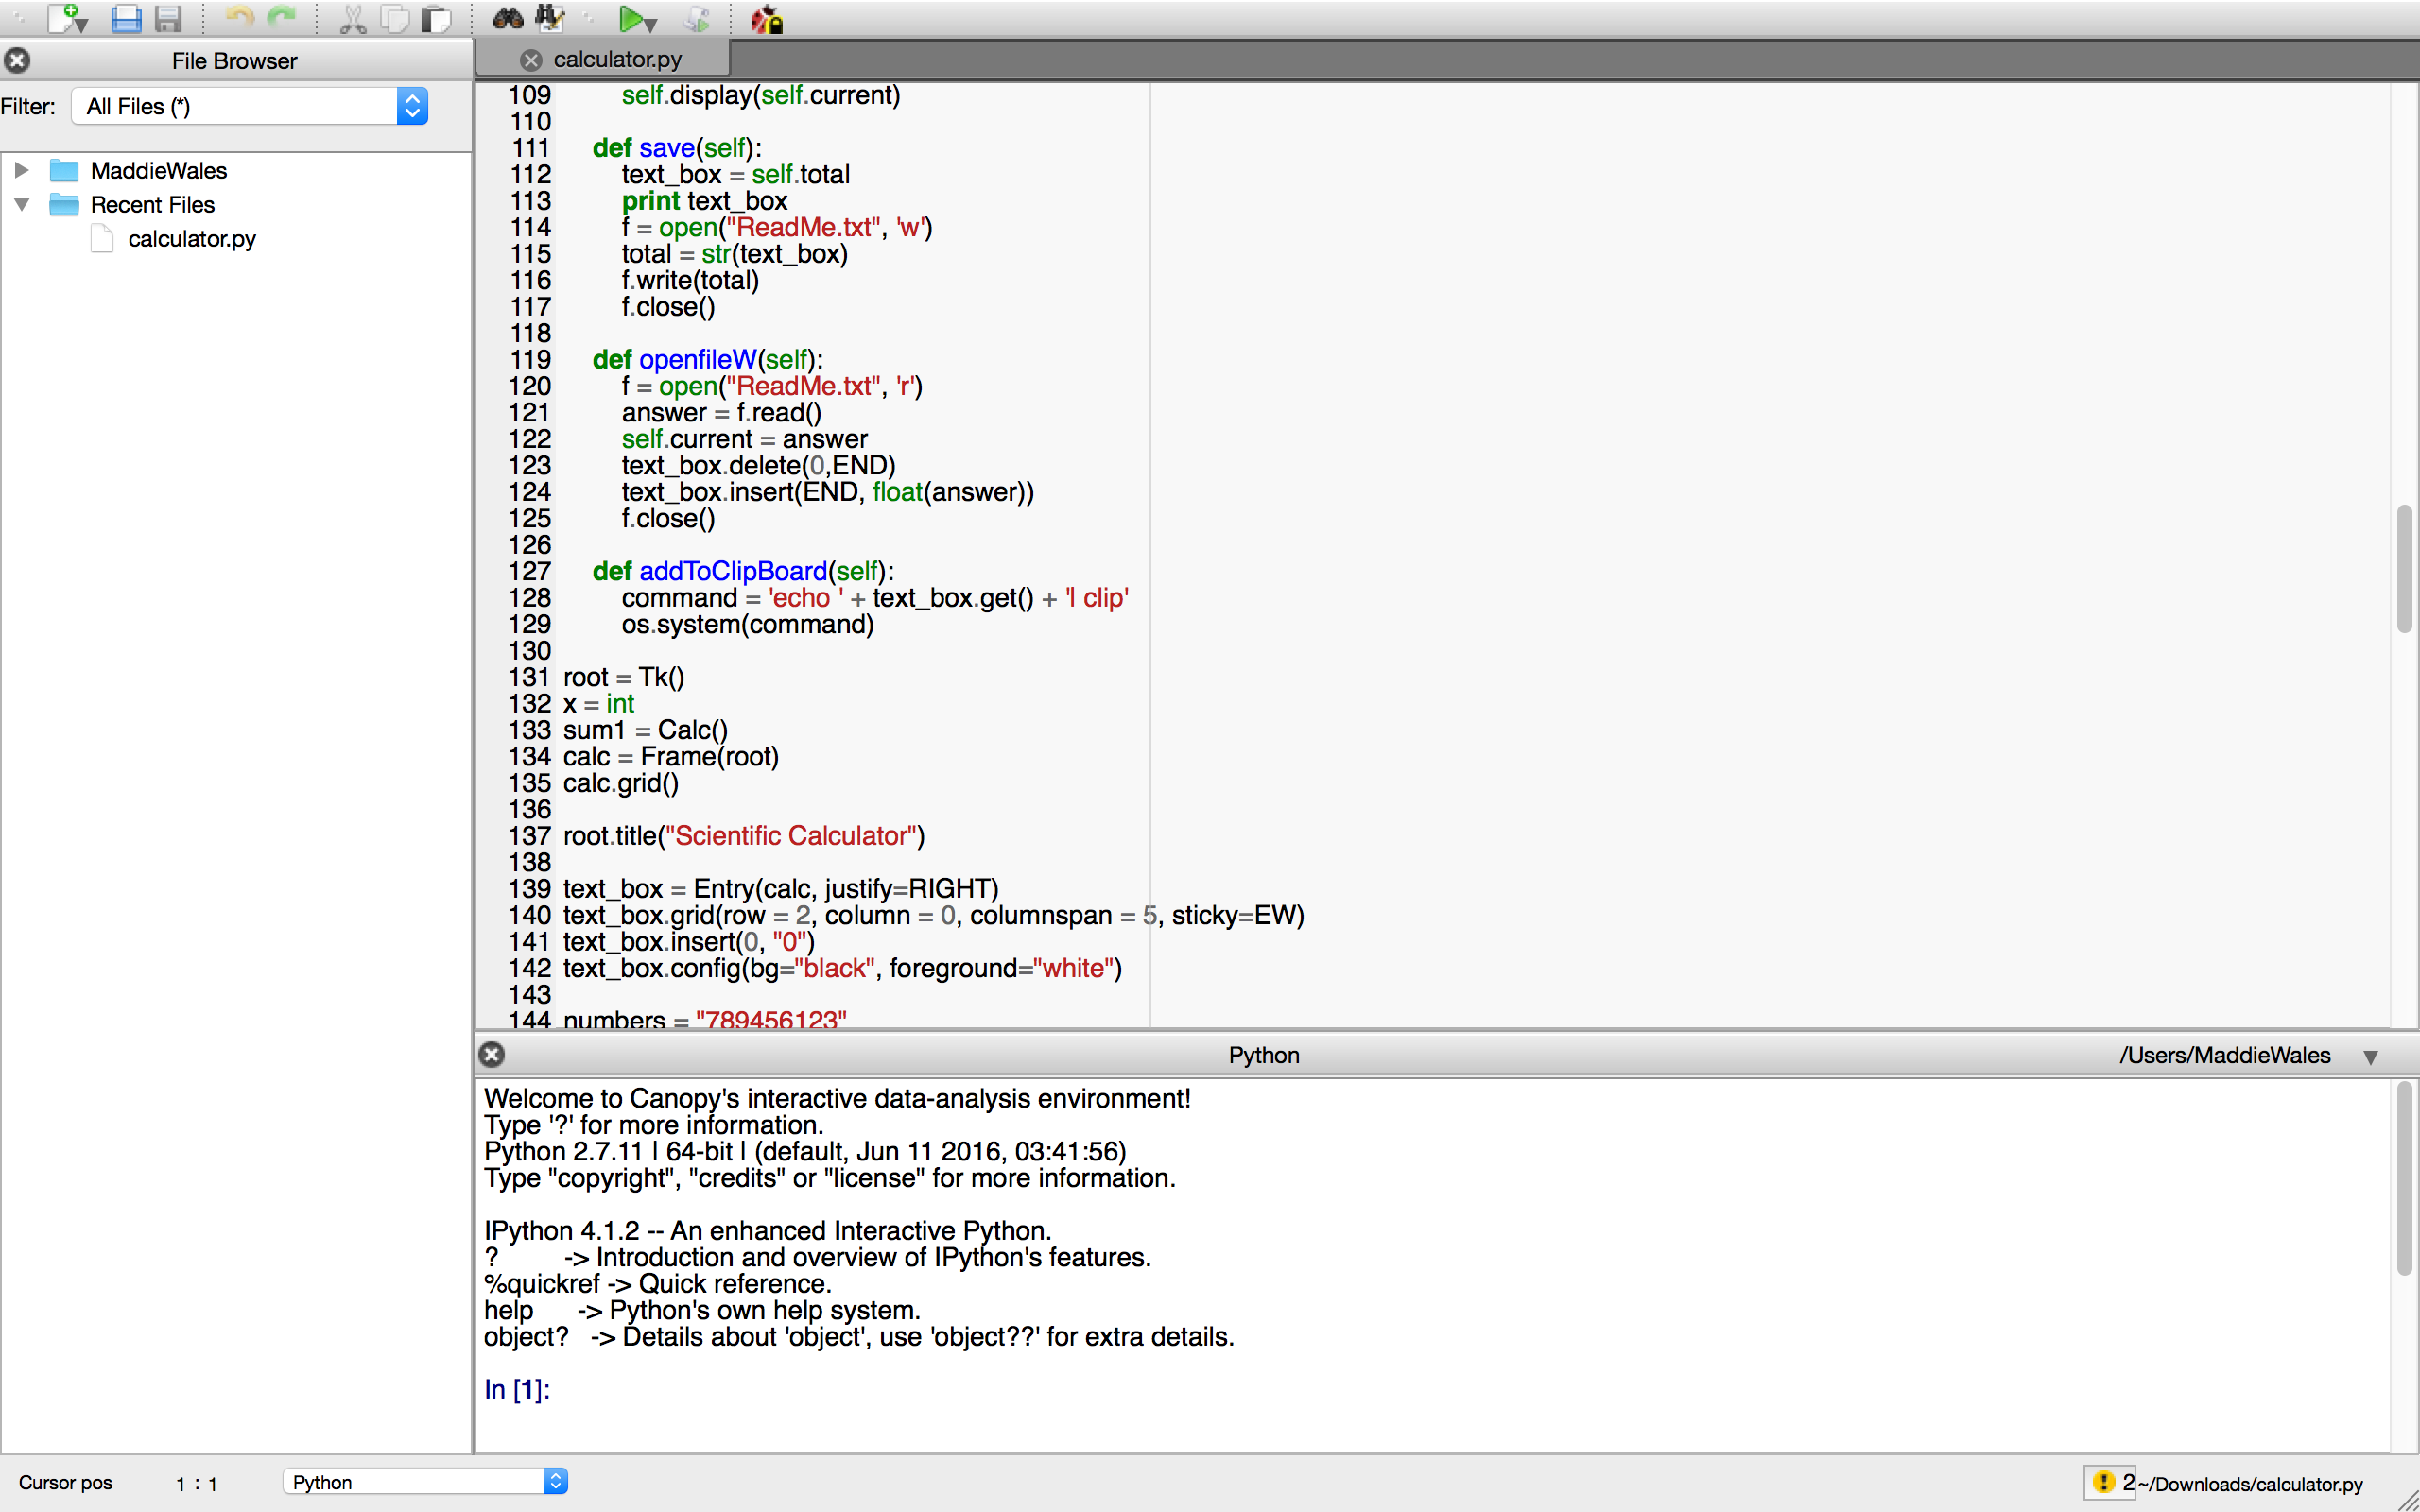 File Browser
Filter: All Files (*)
MaddieWales
Recent Files
calculator.py
calculator.py
109 self.display(self.current)
110
111 def save(self):
112 text_box = self.total
113 print text_box
114 f = open("ReadMe.txt", 'w')
115 total = str(text_box)
116 f.write(total)
117 f.close()
118
119 def openfileW(self):
120 f = open("ReadMe.txt", 'r')
121 answer = f.read()
122 self.current = answer
123 text_box.delete(0,END)
124 text_box.insert(END, float(answer))
125 f.close()
126
127 def addToClipBoard(self):
128 command = 'echo ' + text_box.get() + '| clip'
129 os.system(command)
130
131 root = Tk()
132 x = int
133 sum1 = Calc()
134 calc = Frame(root)
135 calc.grid()
136
137 root.title("Scientific Calculator")
138
139 text_box = Entry(calc, justify=RIGHT)
140 text_box.grid(row = 2, column = 0, columnspan = 5, sticky=EW)
141 text_box.insert(0, "0")
142 text_box.config(bg="black", foreground="white")
143
144 numbers = "789456123"
Python /Users/MaddieWales
Welcome to Canopy's interactive data-analysis environment!
Type '?' for more information.
Python 2.7.11 | 64-bit | (default, Jun 11 2016, 03:41:56)
Type "copyright", "credits" or "license" for more information.
IPython 4.1.2 -- An enhanced Interactive Python.
? -> Introduction and overview of IPython's features.
%quickref -> Quick reference.
help -> Python's own help system.
object? -> Details about 'object', use 'object??' for extra details.
In [1]:
Cursor pos 1 : 1 Python 2 ~/Downloads/calculator.py